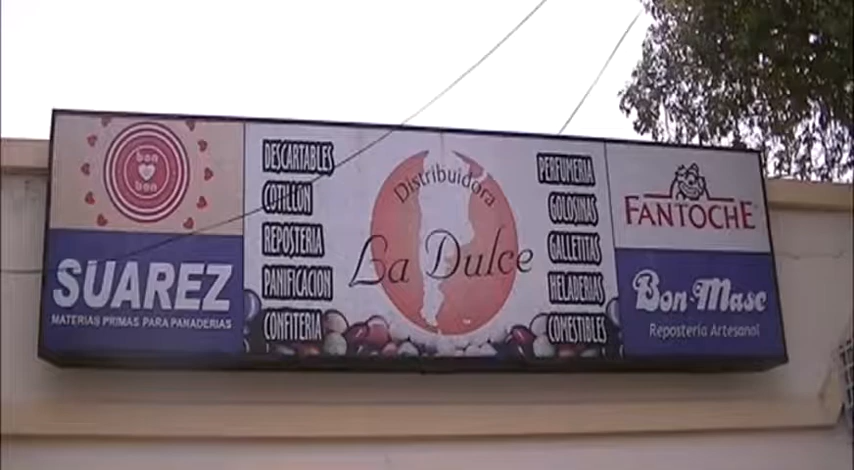 bon
bon
SUAREZ
MATERIAS PRIMAS PARA PANADERIAS
DESCARTABLES
COTILLÓN
REPOSTERIA
PANIFICACION
CONFITERIA
Distribuidora
La Dulce
PERFUMERIA
GOLOSINAS
GALLETITAS
HELADERIAS
COMESTIBLES
FANTOCHE
Bon-Masc
Reposteria Artesanal